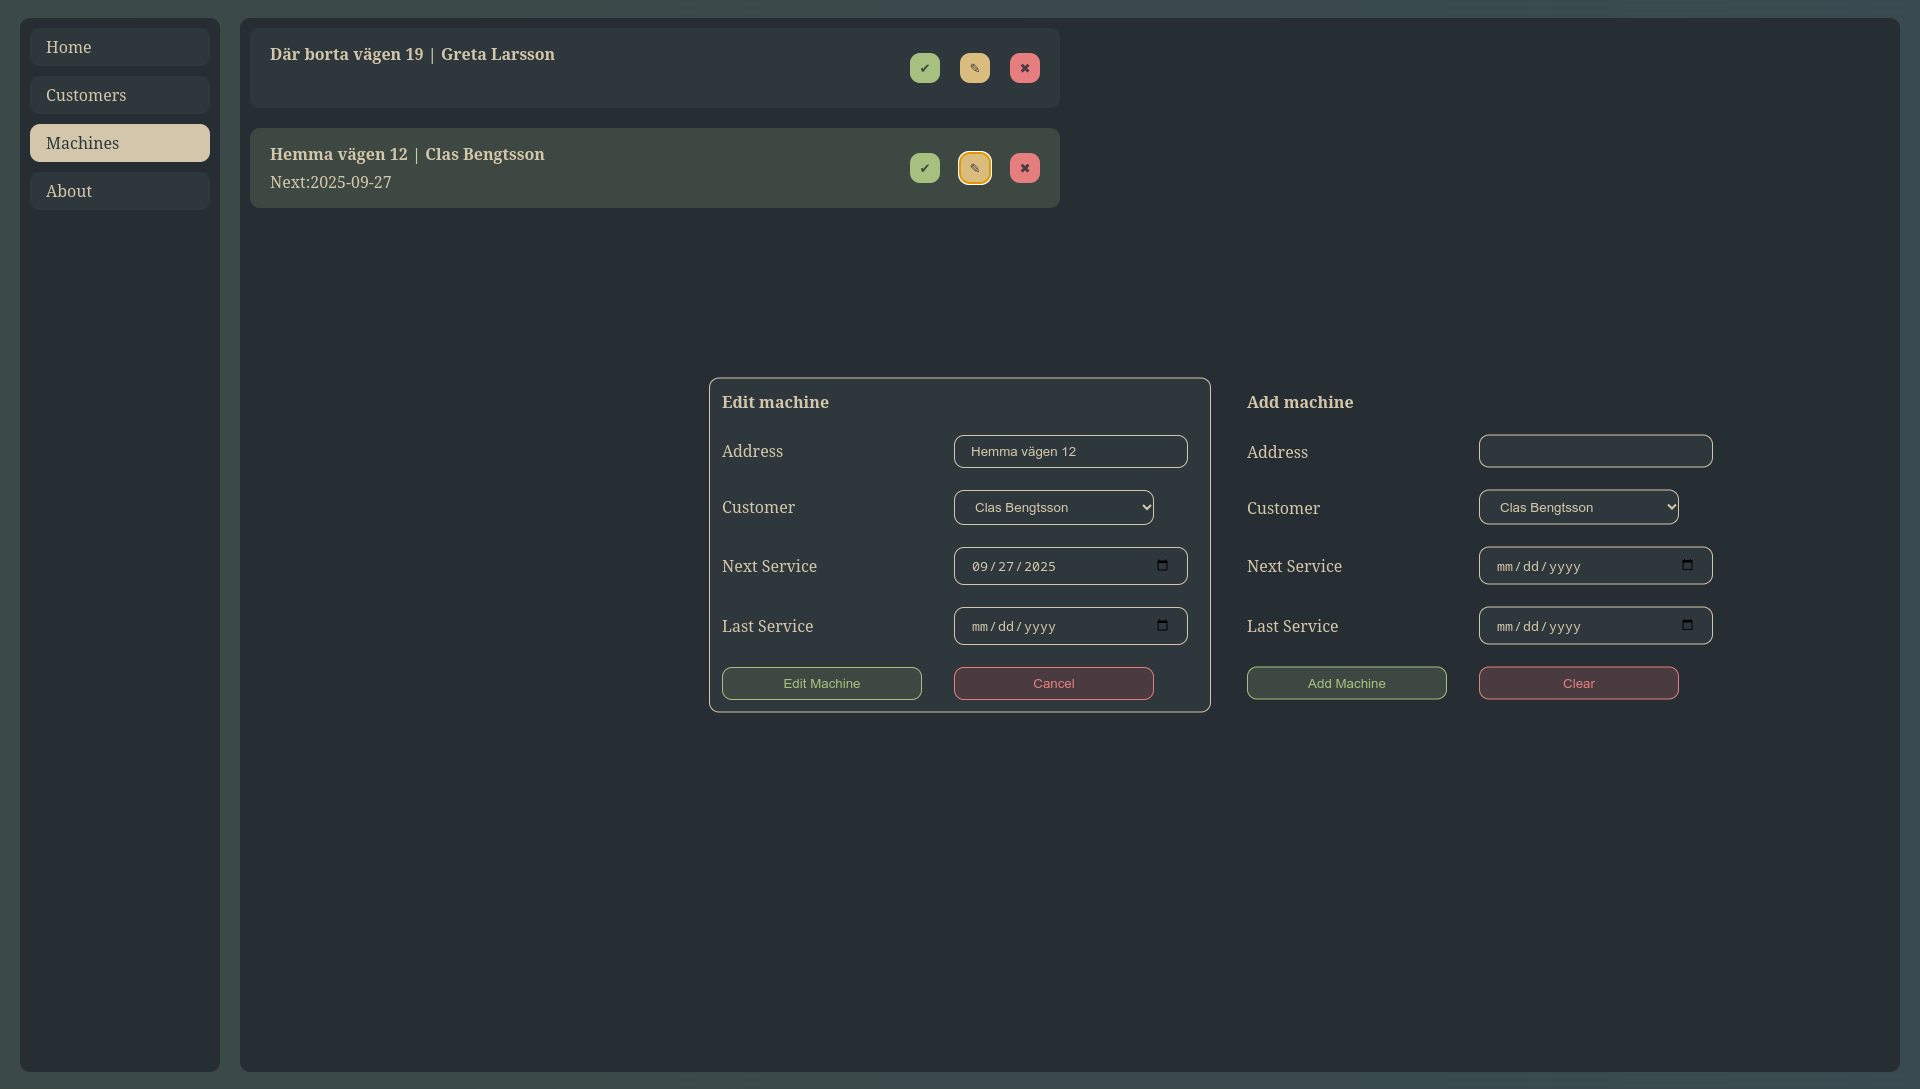 Home
Customers
Machines
About
Där borta vägen 19 | Greta Larsson
✔ ✎ ✖
Hemma vägen 12 | Clas Bengtsson
Next:2025-09-27
✔ ✎ ✖
Edit machine
Address Hemma vägen 12
Customer Clas Bengtsson
Next Service 09/27/2025
Last Service mm/dd/yyyy
Edit Machine Cancel
Add machine
Address
Customer Clas Bengtsson
Next Service mm/dd/yyyy
Last Service mm/dd/yyyy
Add Machine Clear